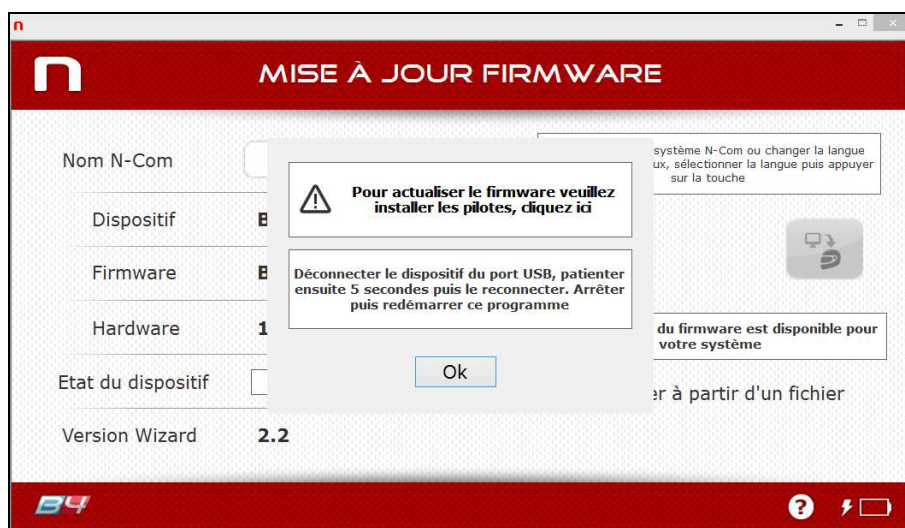 n
n
MISE À JOUR FIRMWARE
Nom N-Com
système N-Com ou changer la langue
ux, sélectionner la langue puis appuyer
sur la touche
Pour actualiser le firmware veuillez
installer les pilotes, cliquez ici
Dispositif
B
Firmware
B
Déconnecter le dispositif du port USB, patienter
ensuite 5 secondes puis le reconnecter. Arrêter
puis redémarrer ce programme
Hardware
1
du firmware est disponible pour
votre système
Ok
Etat du dispositif
er à partir d'un fichier
Version Wizard
2.2
B4
?